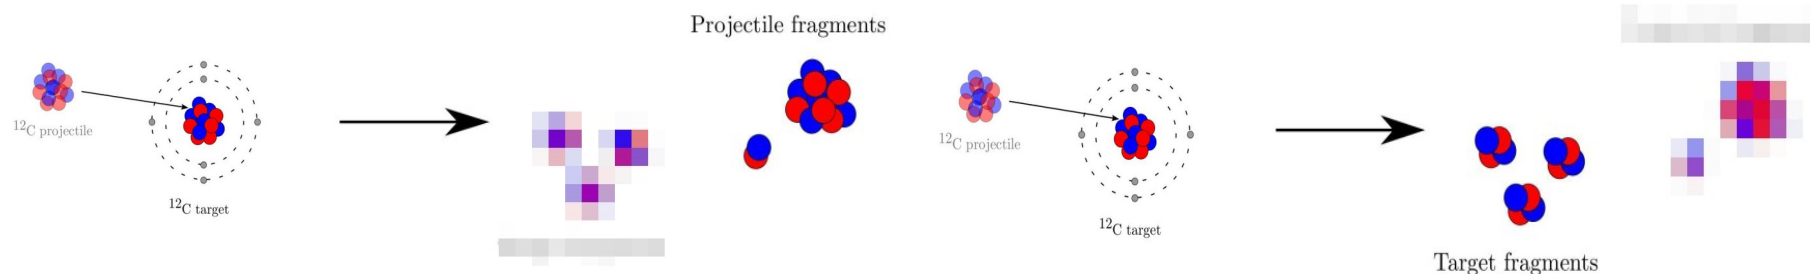 Projectile fragments
¹²C projectile
¹²C target
¹²C projectile
¹²C target
Target fragments